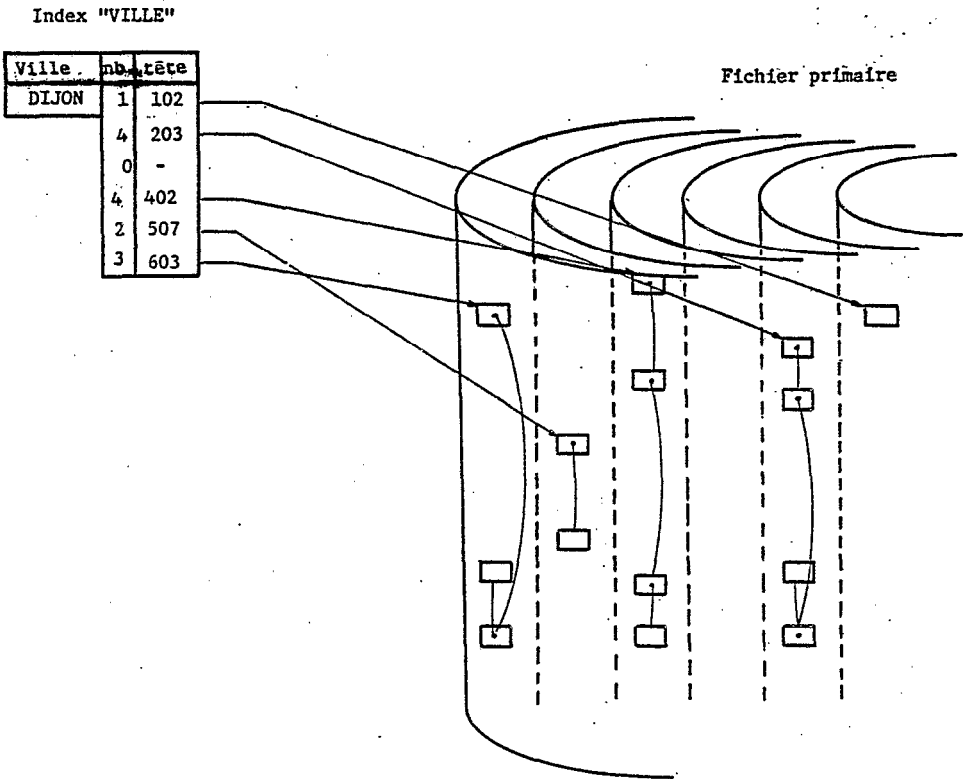 Index "VILLE"
Fichier primaire
Ville nb. tête
DIJON 1 102
4 203
0 -
4 402
2 507
3 603